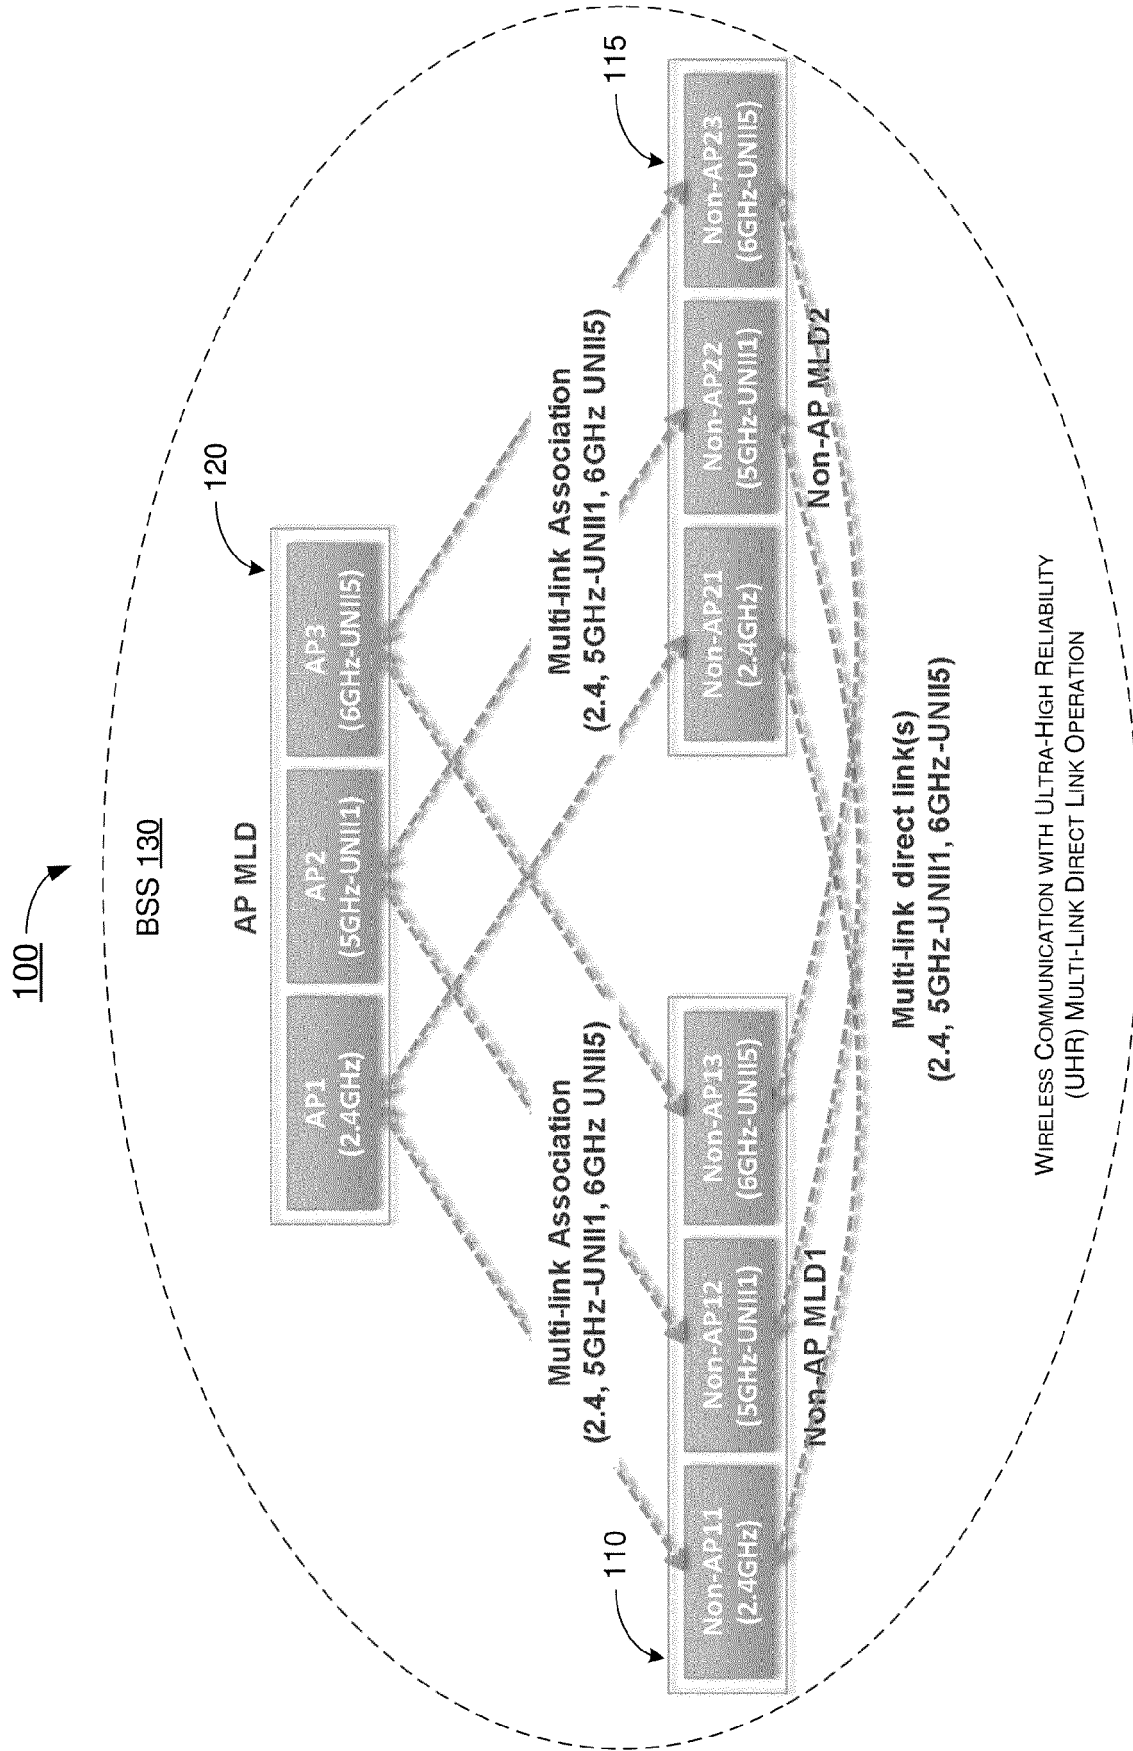 100
BSS 130
AP MLD
120
AP1
(2.4GHz)
AP2
(5GHz-UNII1)
AP3
(6GHz-UNII5)
Multi-link Association
(2.4, 5GHz-UNII1, 6GHz UNII5)
Multi-link Association
(2.4, 5GHz-UNII1, 6GHz UNII5)
110
115
Non-AP11
(2.4GHz)
Non-AP12
(5GHz-UNII1)
Non-AP13
(6GHz-UNII5)
Non-AP21
(2.4GHz)
Non-AP22
(5GHz-UNII1)
Non-AP23
(6GHz-UNII5)
Non-AP MLD1
Non-AP MLD2
Multi-link direct link(s)
(2.4, 5GHz-UNII1, 6GHz-UNII5)
WIRELESS COMMUNICATION WITH ULTRA-HIGH RELIABILITY
(UHR) MULTI-LINK DIRECT LINK OPERATION